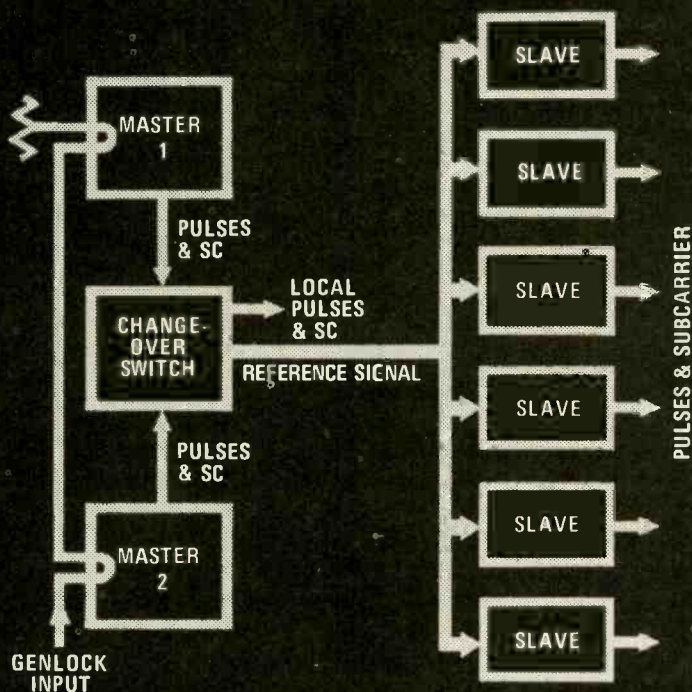 MASTER
1
PULSES
& SC
CHANGE-
OVER
SWITCH
LOCAL
PULSES
& SC
REFERENCE SIGNAL
PULSES
& SC
MASTER
2
GENLOCK
INPUT
SLAVE
SLAVE
SLAVE
SLAVE
SLAVE
SLAVE
PULSES & SUBCARRIER